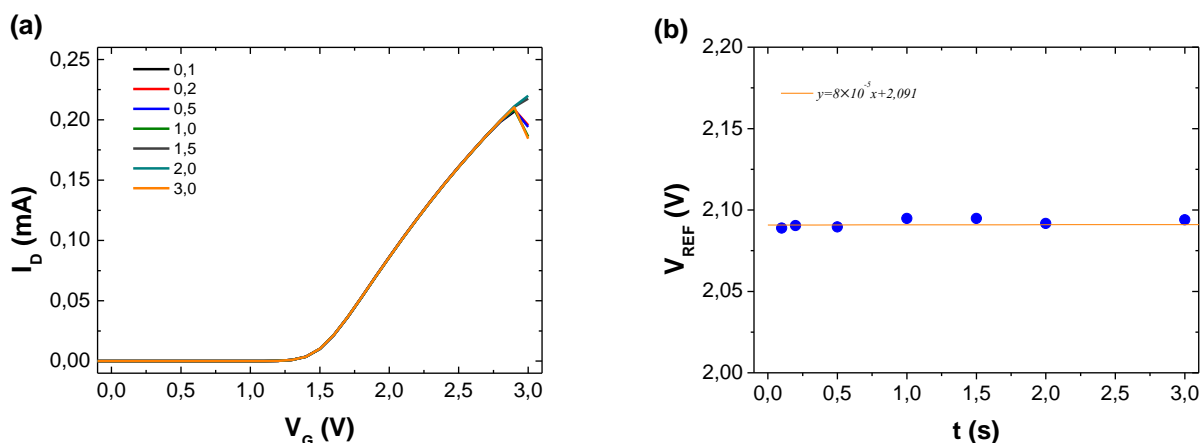 (a)
0,25
0,20
0,15
0,10
0,05
0,00
I_D (mA)
0,1
0,2
0,5
1,0
1,5
2,0
3,0
0,0 0,5 1,0 1,5 2,0 2,5 3,0
V_G (V)
(b)
2,20
2,15
2,10
2,05
2,00
V_REF (V)
y=8×10^-5 x+2,091
0,0 0,5 1,0 1,5 2,0 2,5 3,0
t (s)